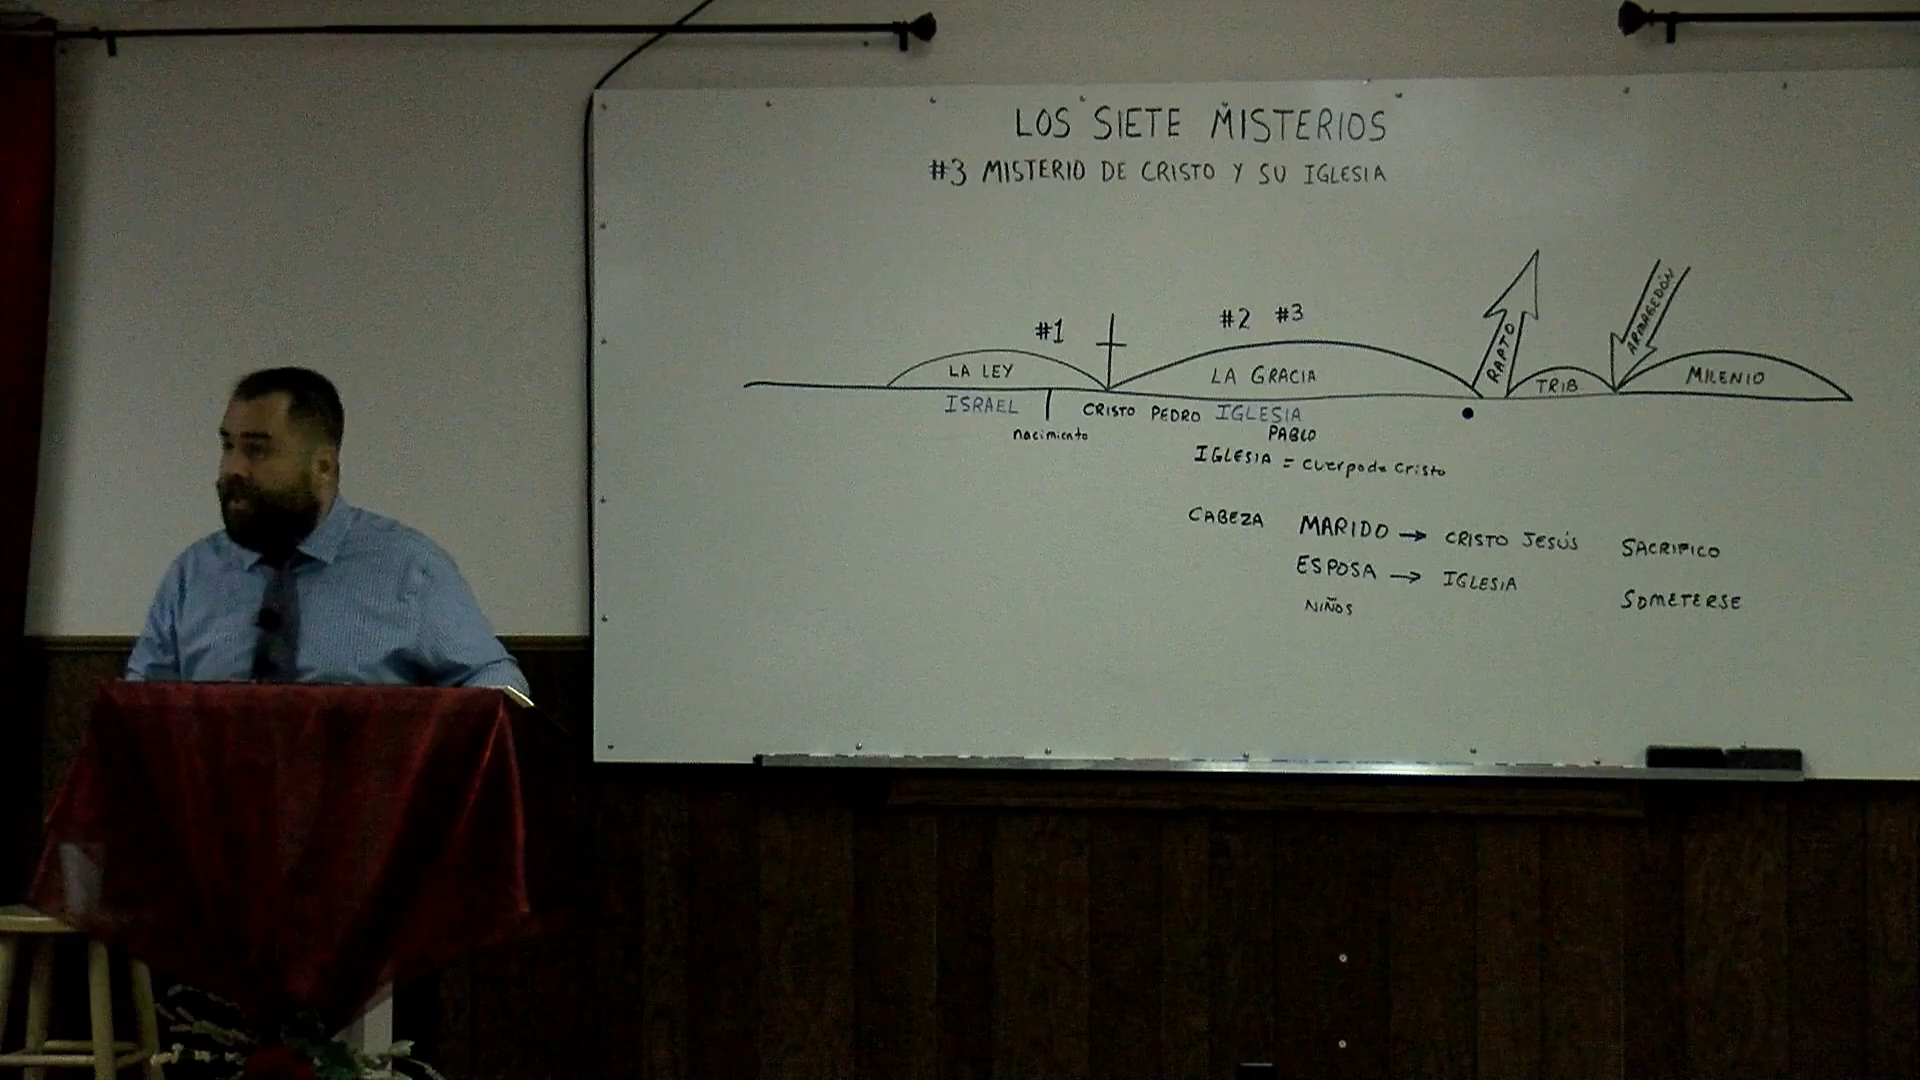 LOS SIETE MISTERIOS
#3 MISTERIO DE CRISTO Y SU IGLESIA
#1 #2 #3
LA LEY LA GRACIA RAPTO TRIB. ARMAGEDÓN MILENIO
ISRAEL CRISTO PEDRO IGLESIA
nacimiento PABLO
IGLESIA = cuerpo de Cristo
CABEZA MARIDO → CRISTO JESÚS SACRIFICO
ESPOSA → IGLESIA SOMETERSE
NIÑOS